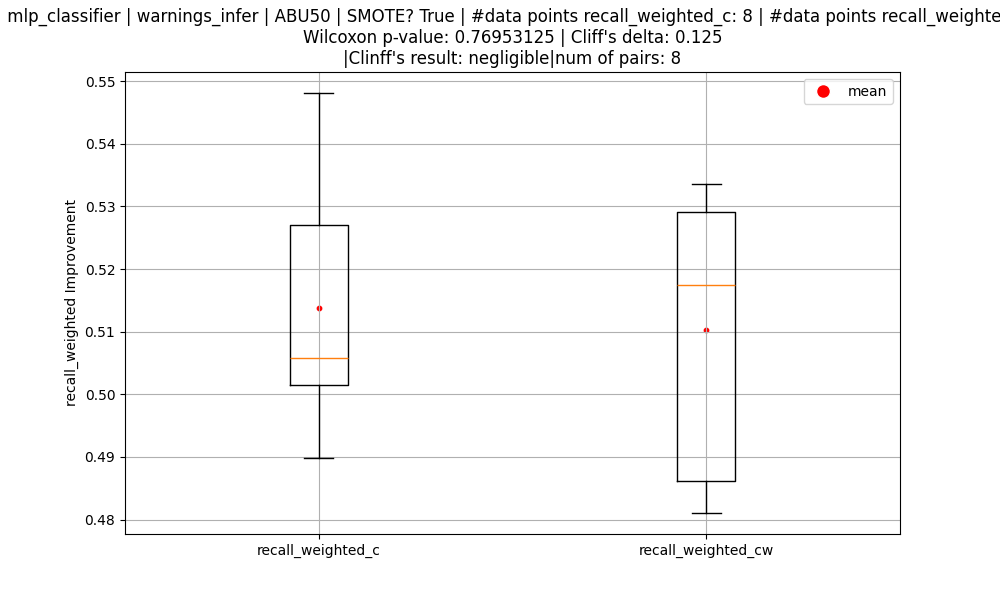 mlp_classifier | warnings_infer | ABU50 | SMOTE? True | #data points recall_weighted_c: 8 | #data points recall_weighte
Wilcoxon p-value: 0.76953125 | Cliff's delta: 0.125
|Clinff's result: negligible|num of pairs: 8
mean
recall_weighted Improvement
0.55
0.54
0.53
0.52
0.51
0.50
0.49
0.48
recall_weighted_c
recall_weighted_cw